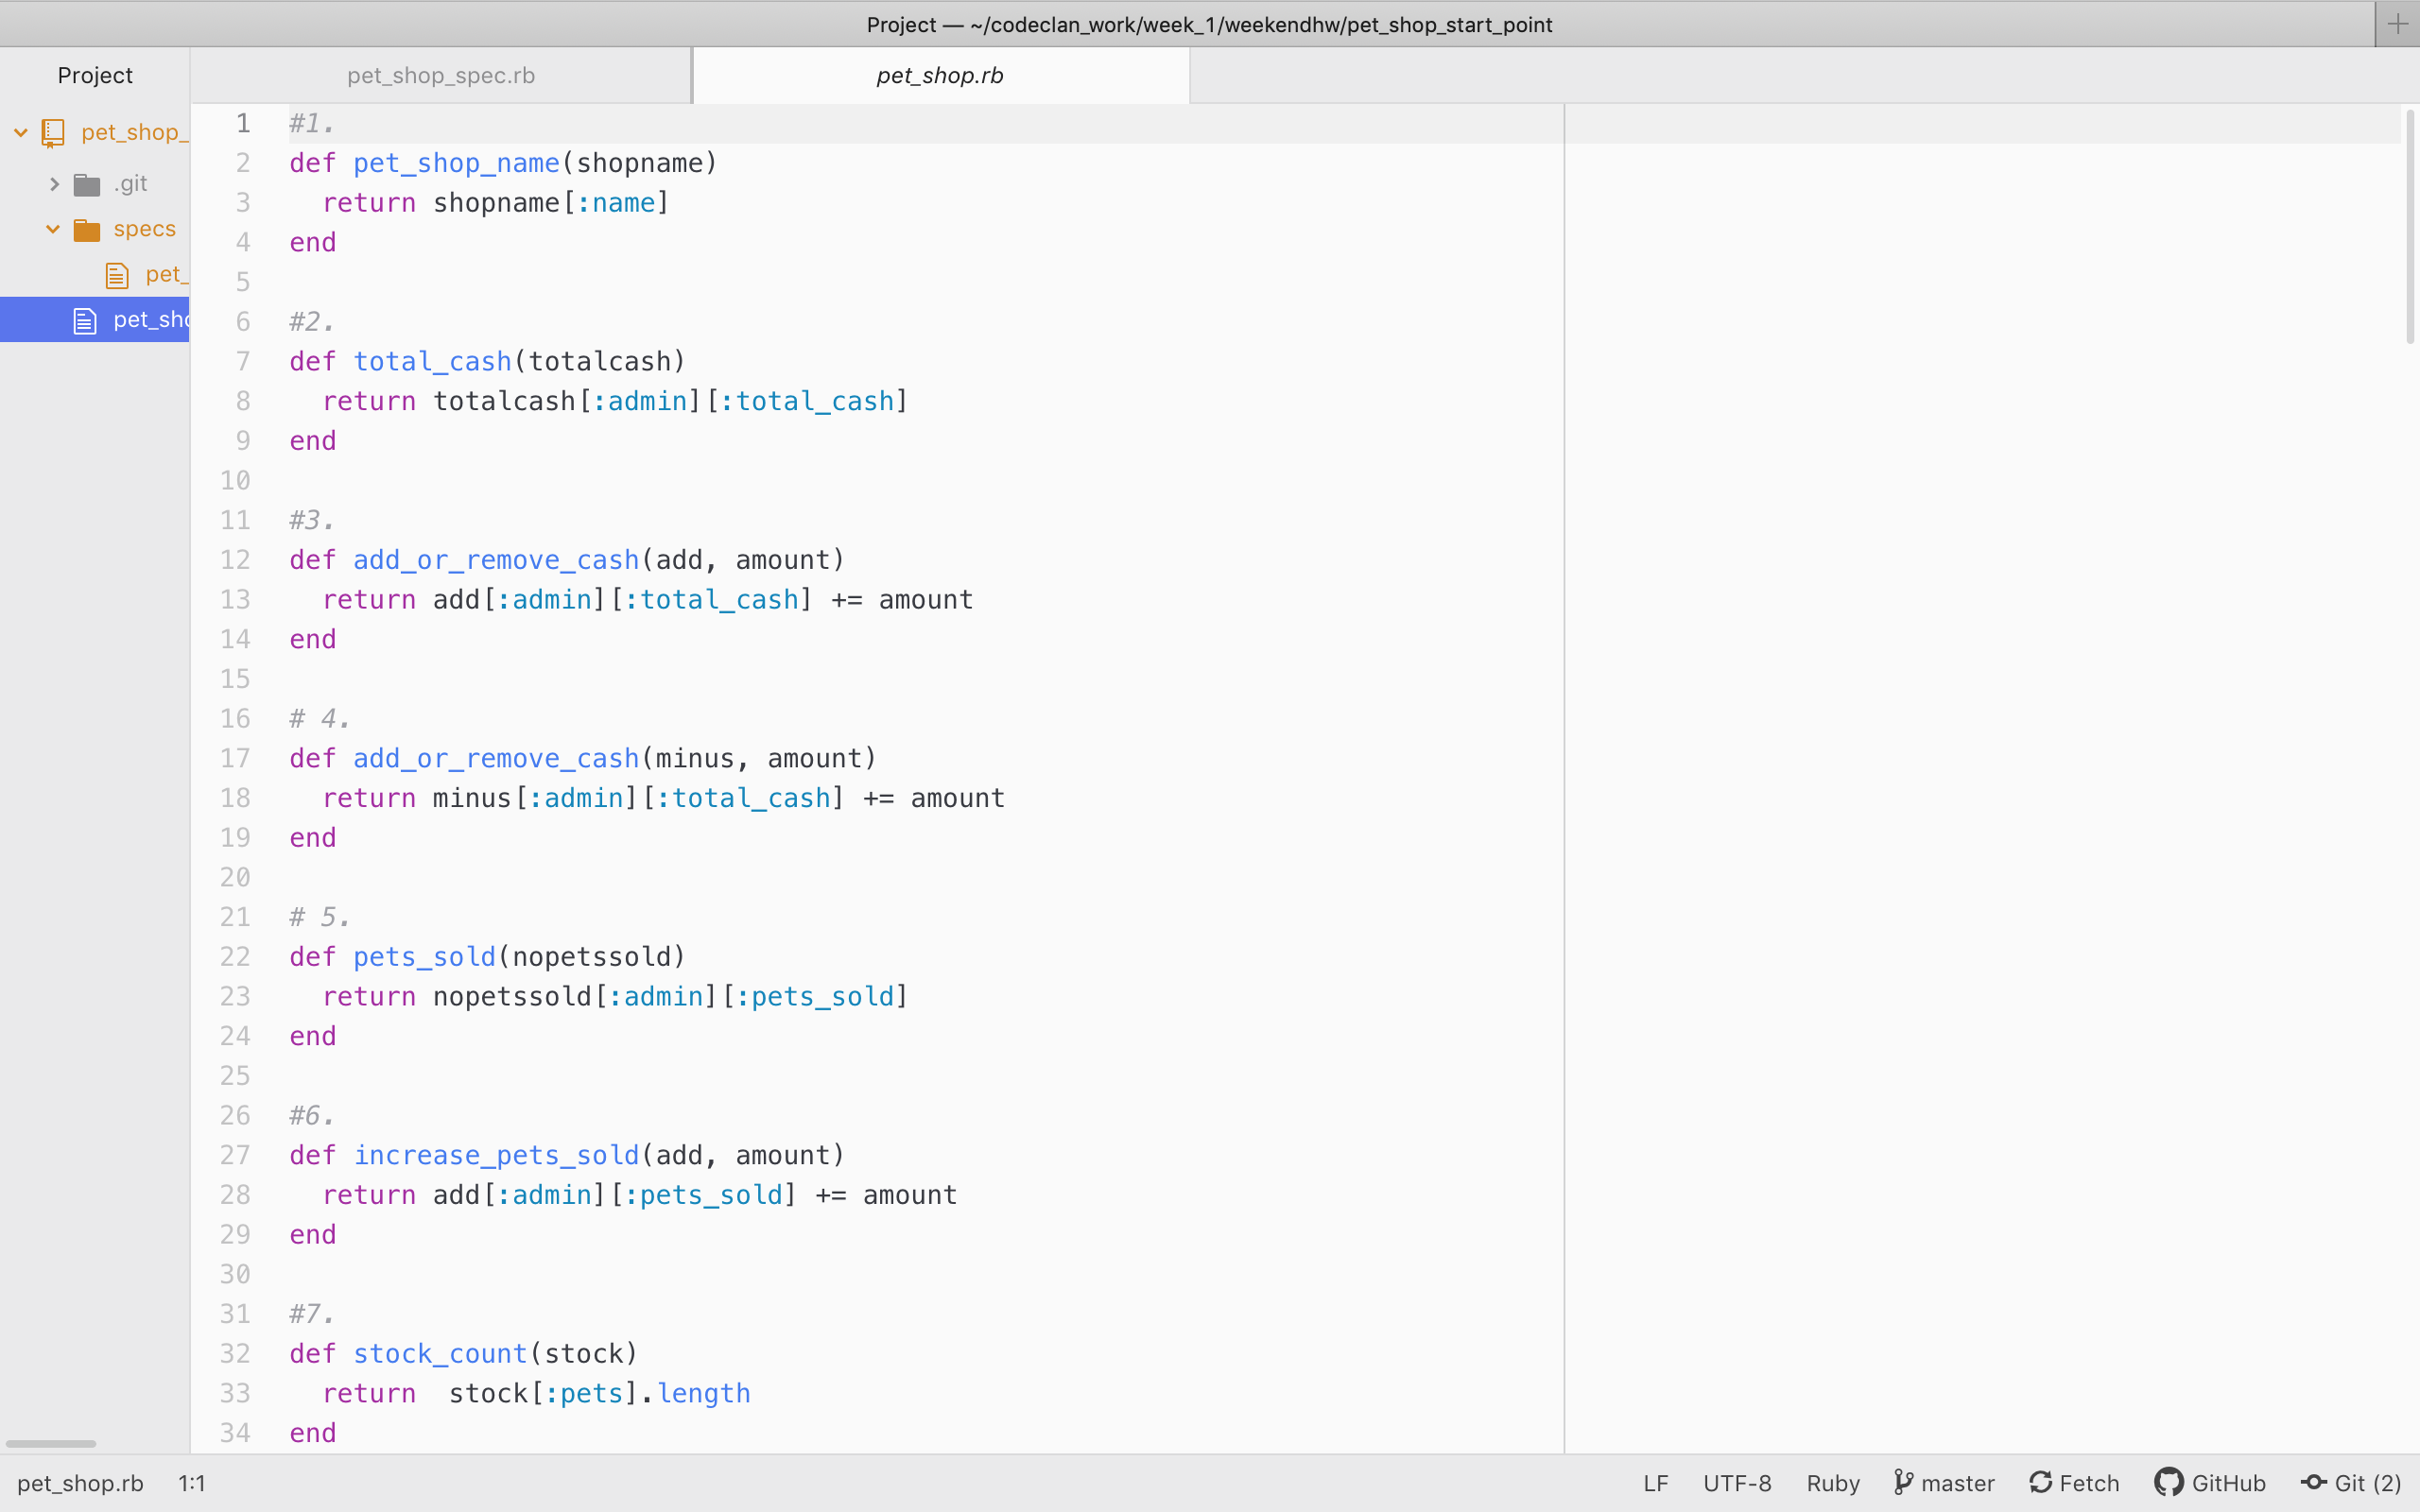 Project — ~/codeclan_work/week_1/weekendhw/pet_shop_start_point
Project
pet_shop_spec.rb
pet_shop.rb
pet_shop_
.git
specs
pet_
pet_sho
1 #1.
2 def pet_shop_name(shopname)
3   return shopname[:name]
4 end
5
6 #2.
7 def total_cash(totalcash)
8   return totalcash[:admin][:total_cash]
9 end
10
11 #3.
12 def add_or_remove_cash(add, amount)
13   return add[:admin][:total_cash] += amount
14 end
15
16 # 4.
17 def add_or_remove_cash(minus, amount)
18   return minus[:admin][:total_cash] += amount
19 end
20
21 # 5.
22 def pets_sold(nopetssold)
23   return nopetssold[:admin][:pets_sold]
24 end
25
26 #6.
27 def increase_pets_sold(add, amount)
28   return add[:admin][:pets_sold] += amount
29 end
30
31 #7.
32 def stock_count(stock)
33   return  stock[:pets].length
34 end
pet_shop.rb 1:1 LF UTF-8 Ruby master Fetch GitHub Git (2)